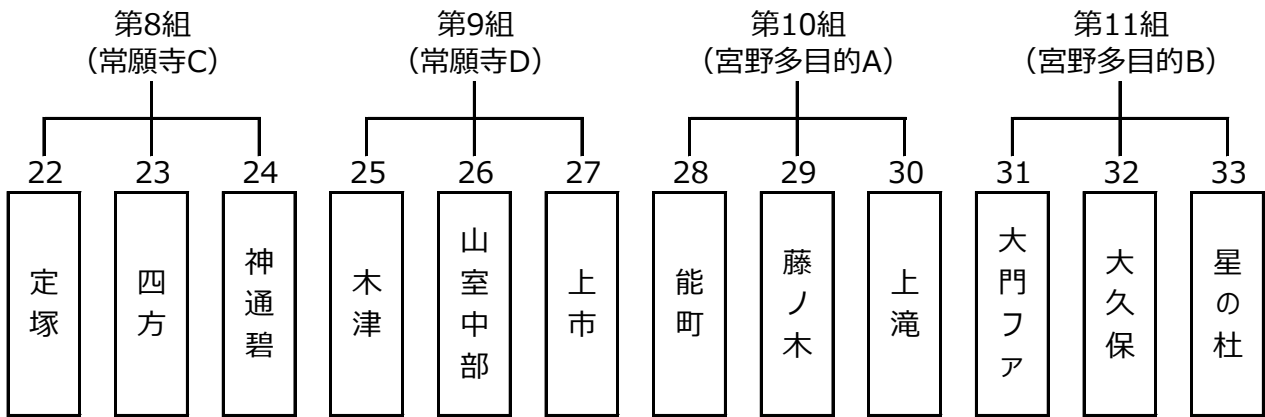 第8組 第9組 第10組 第11組
（常願寺C） （常願寺D） （宮野多目的A） （宮野多目的B）
22 23 24 25 26 27 28 29 30 31 32 33
定塚
四方
神通碧
木津
山室中部
上市
能町
藤ノ木
上滝
大門ファ
大久保
星の杜